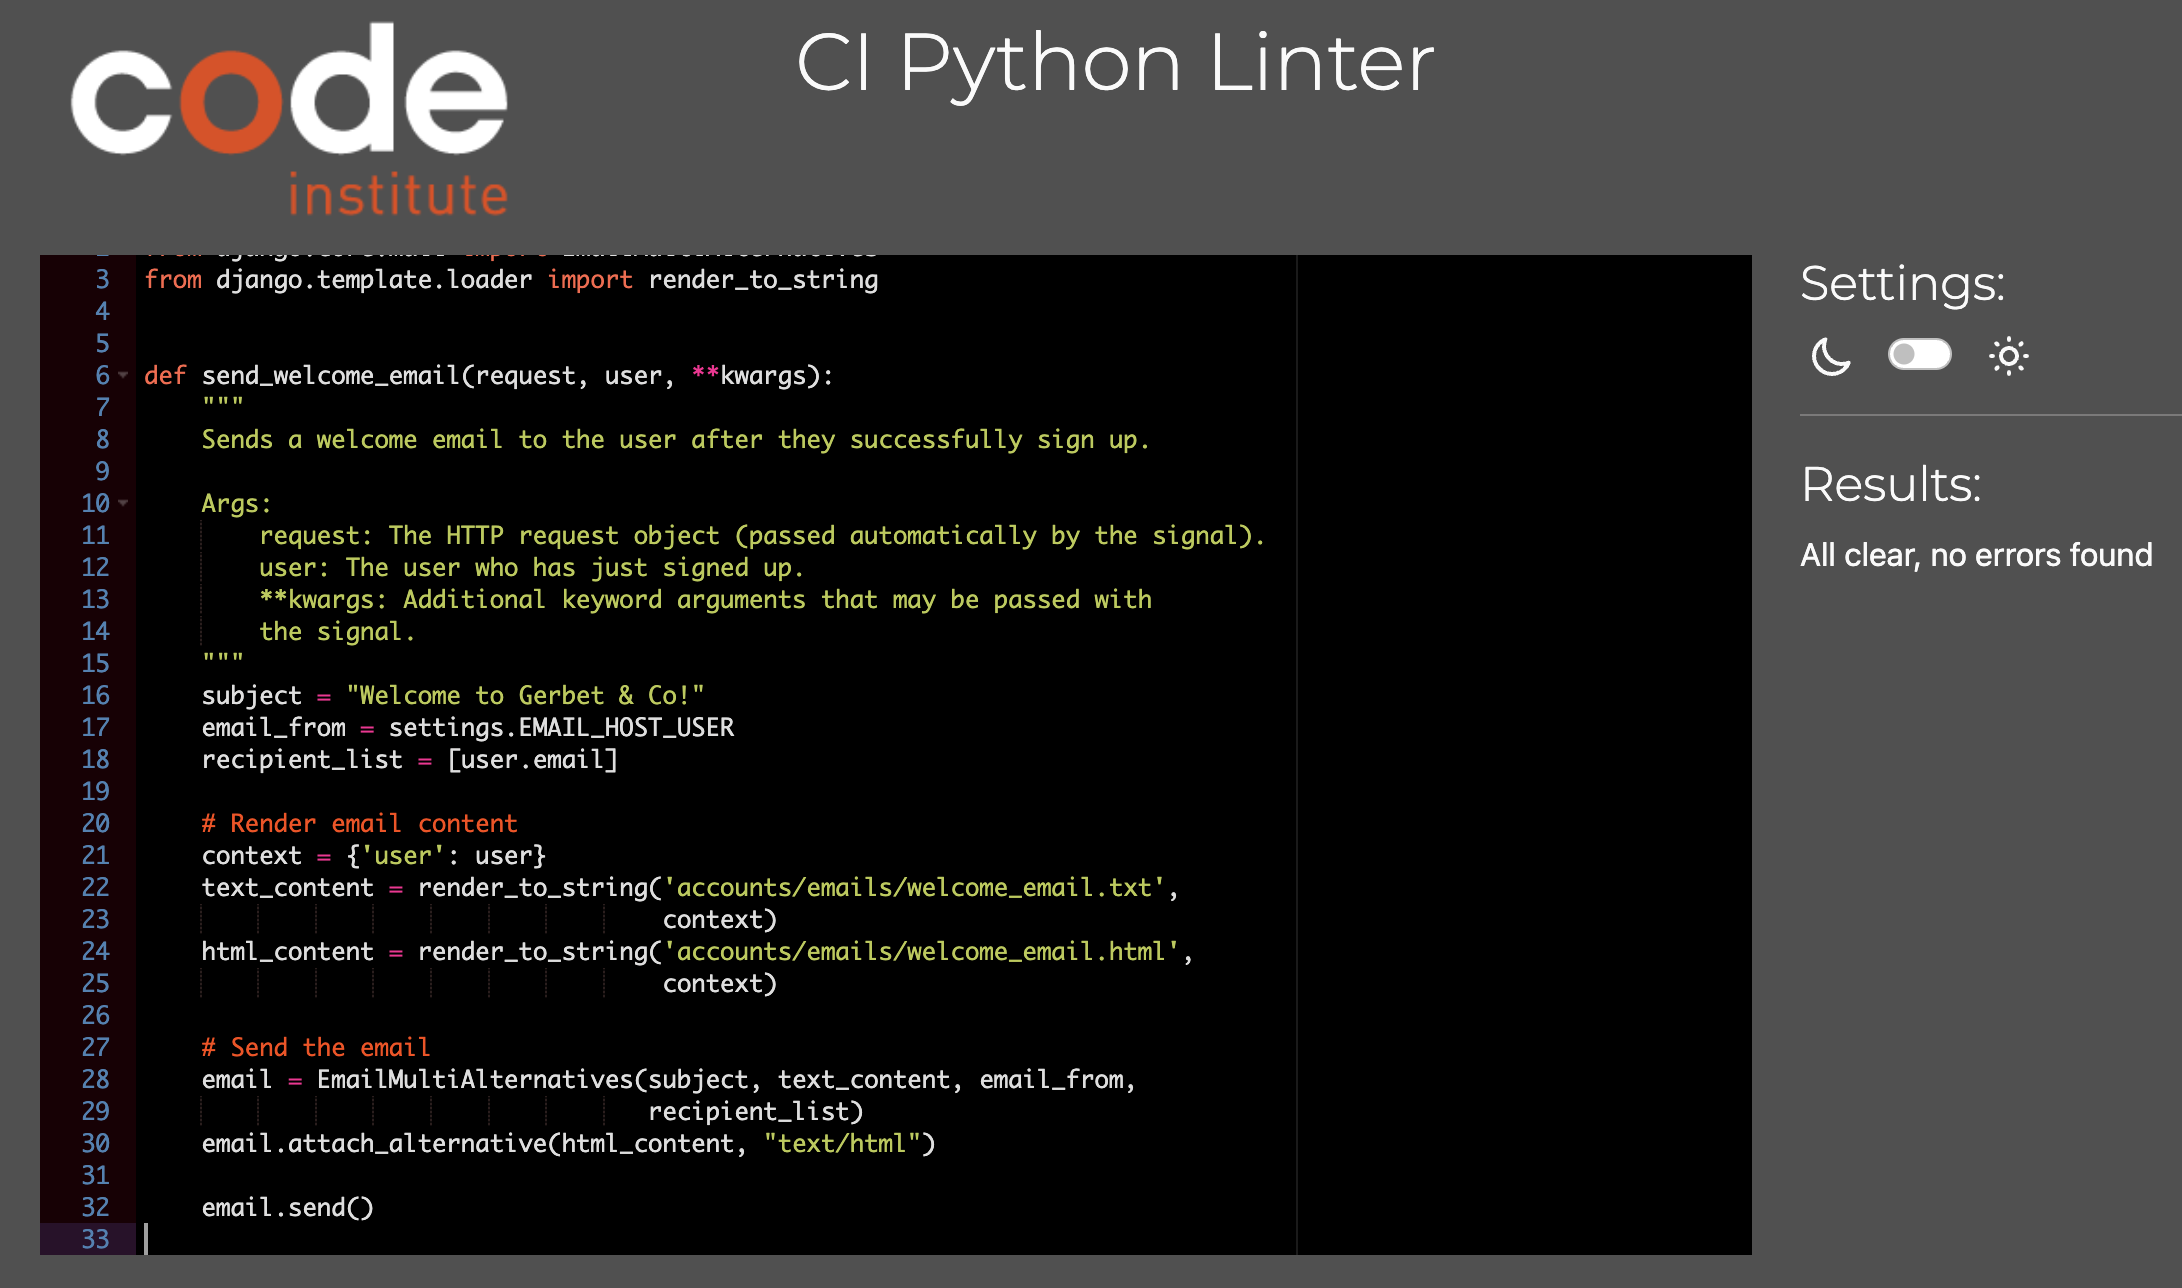 code
institute
CI Python Linter
3 from django.template.loader import render_to_string
4
5
6 def send_welcome_email(request, user, **kwargs):
7     """
8     Sends a welcome email to the user after they successfully sign up.
9
10     Args:
11         request: The HTTP request object (passed automatically by the signal).
12         user: The user who has just signed up.
13         **kwargs: Additional keyword arguments that may be passed with
14         the signal.
15     """
16     subject = "Welcome to Gerbet & Co!"
17     email_from = settings.EMAIL_HOST_USER
18     recipient_list = [user.email]
19
20     # Render email content
21     context = {'user': user}
22     text_content = render_to_string('accounts/emails/welcome_email.txt',
23                                     context)
24     html_content = render_to_string('accounts/emails/welcome_email.html',
25                                     context)
26
27     # Send the email
28     email = EmailMultiAlternatives(subject, text_content, email_from,
29                                    recipient_list)
30     email.attach_alternative(html_content, "text/html")
31
32     email.send()
33
Settings:
Results:
All clear, no errors found